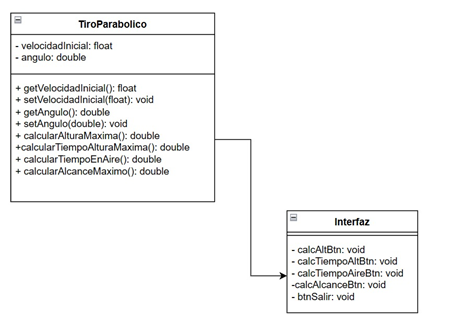 TiroParabolico
- velocidadInicial: float
- angulo: double
+ getVelocidadInicial(): float
+ setVelocidadInicial(float): void
+ getAngulo(): double
+ setAngulo(double): void
+ calcularAlturaMaxima(): double
+calcularTiempoAlturaMaxima(): double
+ calcularTiempoEnAire(): double
+ calcularAlcanceMaximo(): double
Interfaz
- calcAltBtn: void
- calcTiempoAltBtn: void
- calcTiempoAireBtn: void
-calcAlcanceBtn: void
- btnSalir: void